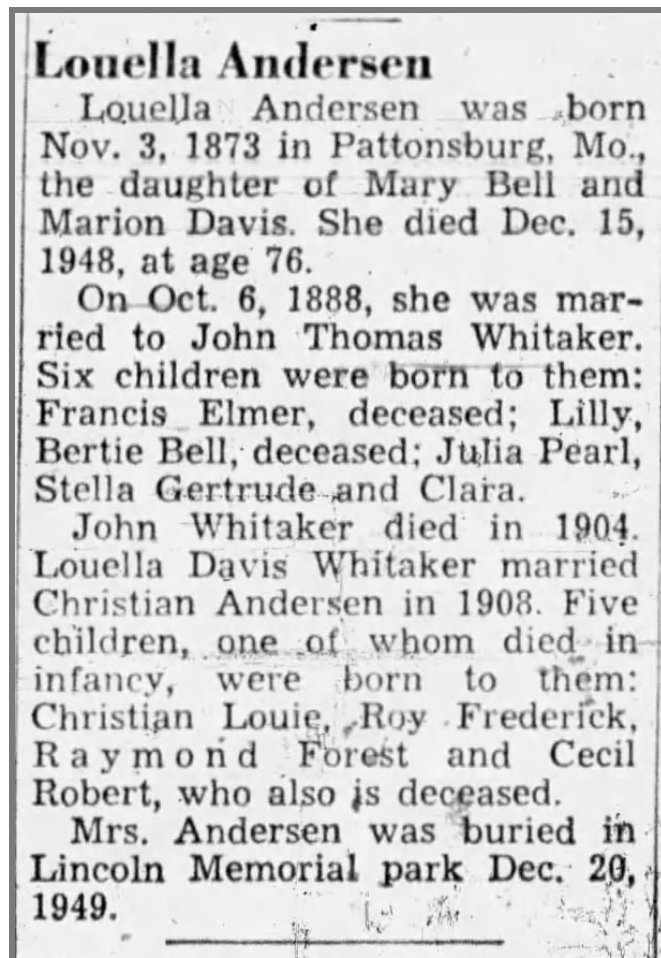 Louella Andersen
Louella Andersen was born
Nov. 3, 1873 in Pattonsburg, Mo.,
the daughter of Mary Bell and
Marion Davis. She died Dec. 15,
1948, at age 76.
On Oct. 6, 1888, she was mar-
ried to John Thomas Whitaker.
Six children were born to them:
Francis Elmer, deceased; Lilly,
Bertie Bell, deceased; Julia Pearl,
Stella Gertrude and Clara.
John Whitaker died in 1904.
Louella Davis Whitaker married
Christian Andersen in 1908. Five
children, one of whom died in
infancy, were born to them:
Christian Louie, Roy Frederick,
Raymond Forest and Cecil
Robert, who also is deceased.
Mrs. Andersen was buried in
Lincoln Memorial park Dec. 20,
1949.